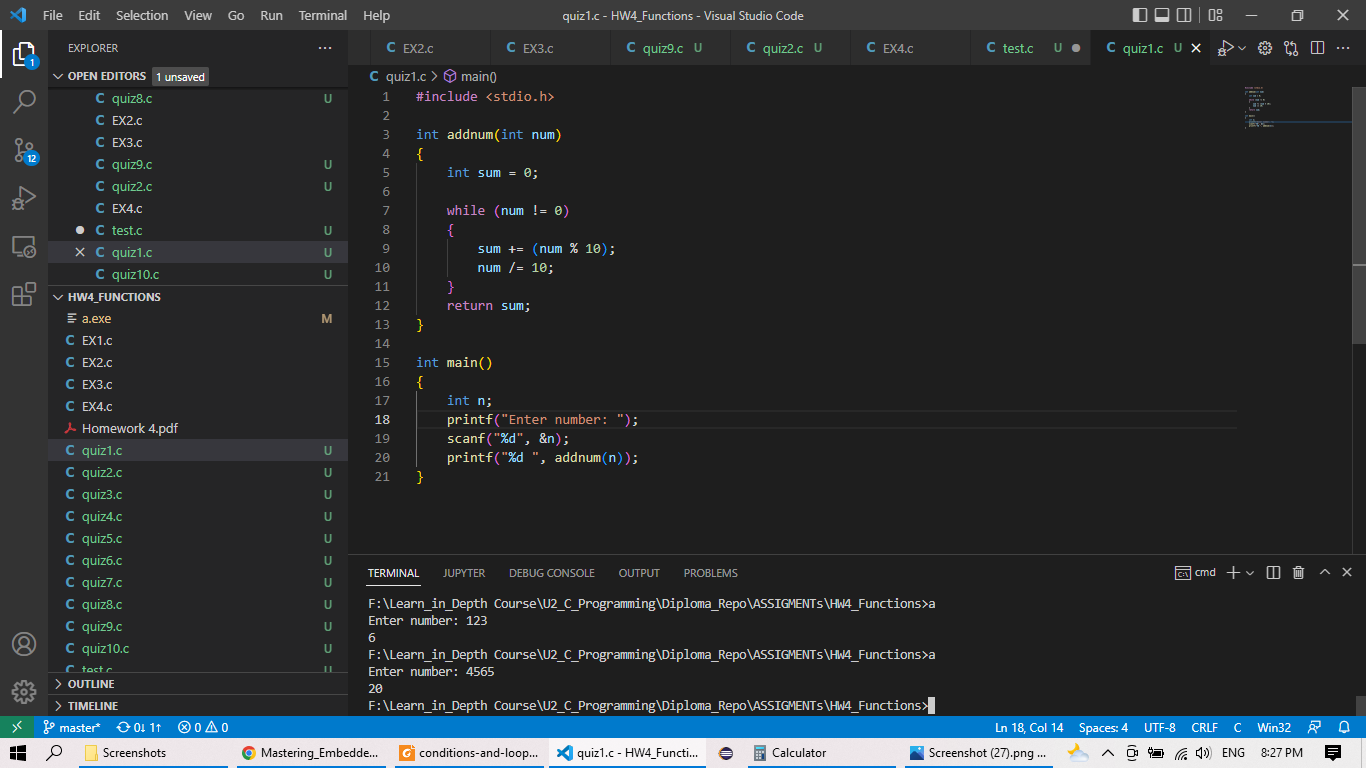 File Edit Selection View Go Run Terminal Help
quiz1.c - HW4_Functions - Visual Studio Code
EXPLORER
OPEN EDITORS 1 unsaved
quiz8.c U
EX2.c
EX3.c
quiz9.c U
quiz2.c U
EX4.c
test.c U
quiz1.c U
quiz10.c U
HW4_FUNCTIONS
a.exe M
EX1.c
EX2.c
EX3.c
EX4.c
Homework 4.pdf
quiz1.c U
quiz2.c U
quiz3.c U
quiz4.c U
quiz5.c U
quiz6.c U
quiz7.c U
quiz8.c U
quiz9.c U
quiz10.c U
test.c U
OUTLINE
TIMELINE
1
12
C EX2.c C EX3.c C quiz9.c U C quiz2.c U C EX4.c C test.c U C quiz1.c U
C quiz1.c > main()
1 #include <stdio.h>
2
3 int addnum(int num)
4 {
5 int sum = 0;
6
7 while (num != 0)
8 {
9 sum += (num % 10);
10 num /= 10;
11 }
12 return sum;
13 }
14
15 int main()
16 {
17 int n;
18 printf("Enter number: ");
19 scanf("%d", &n);
20 printf("%d ", addnum(n));
21 }
TERMINAL JUPYTER DEBUG CONSOLE OUTPUT PROBLEMS
cmd
F:\Learn_in_Depth Course\U2_C_Programming\Diploma_Repo\ASSIGMENTs\HW4_Functions>a
Enter number: 123
6
F:\Learn_in_Depth Course\U2_C_Programming\Diploma_Repo\ASSIGMENTs\HW4_Functions>a
Enter number: 4565
20
F:\Learn_in_Depth Course\U2_C_Programming\Diploma_Repo\ASSIGMENTs\HW4_Functions>
master* 0↓ 1↑ 0 0
Ln 18, Col 14 Spaces: 4 UTF-8 CRLF C Win32
Screenshots Mastering_Embedde... conditions-and-loop... quiz1.c - HW4_Functi... Calculator Screenshot (27).png ... ENG 8:27 PM